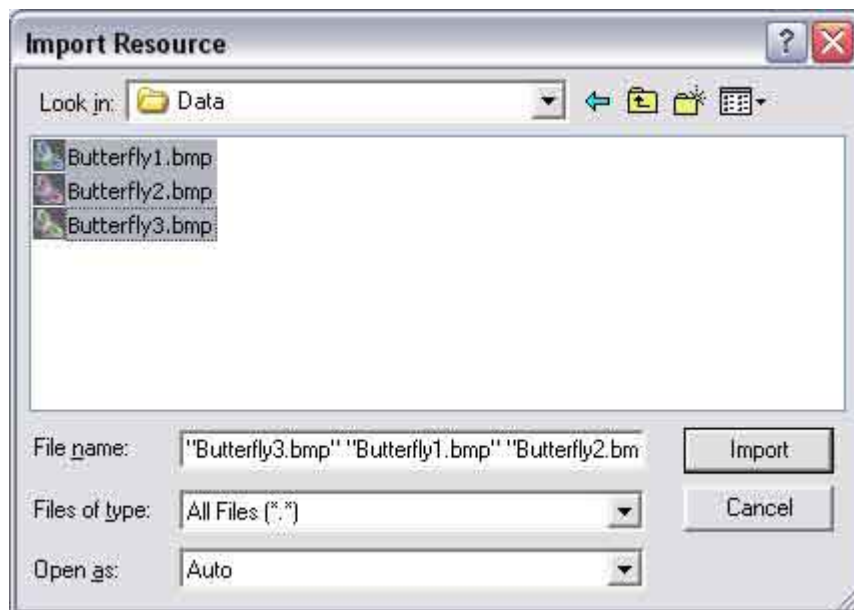 Import Resource
Look in: Data
Butterfly1.bmp
Butterfly2.bmp
Butterfly3.bmp
File name: "Butterfly3.bmp" "Butterfly1.bmp" "Butterfly2.bm Import
Files of type: All Files (*.*) Cancel
Open as: Auto